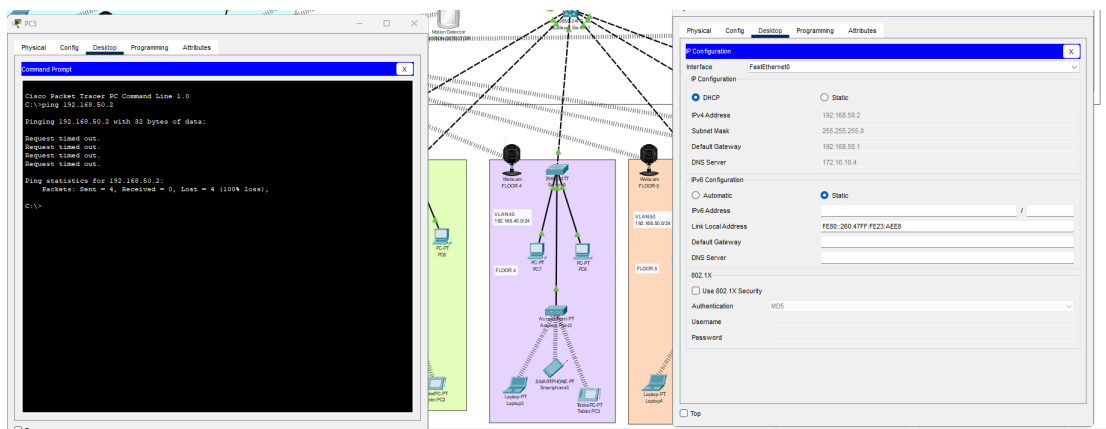 PC3
Physical Config Desktop Programming Attributes
Command Prompt
X
Cisco Packet Tracer PC Command Line 1.0
C:\>ping 192.168.50.2
Pinging 192.168.50.2 with 32 bytes of data:
Request timed out.
Request timed out.
Request timed out.
Request timed out.
Ping statistics for 192.168.50.2:
Packets: Sent = 4, Received = 0, Lost = 4 (100% loss),
C:\>
Motion Detector
MOTION DETECTOR
Webcam
FLOOR-4
VLAN40
192.168.40.0/24
PC-PT
PC7
PC-PT
FLOOR 4
AccessPoint-PT
SMARTPHONE-PT
Smartphone3
Laptop-PT
Laptop3
TabletPC-PT
Tablet PC3
PC-PT
Webcam
FLOOR-5
VLAN50
192.168.50.0/24
FLOOR 5
Laptop-PT
Laptop4
Physical Config Desktop Programming Attributes
IP Configuration
X
Interface FastEthernet0
IP Configuration
DHCP Static
IPv4 Address 192.168.50.2
Subnet Mask 255.255.255.0
Default Gateway 192.168.50.1
DNS Server 172.16.10.4
IPv6 Configuration
Automatic Static
IPv6 Address /
Link Local Address FE80::260:47FF:FE23:AEE8
Default Gateway
DNS Server
802.1X
Use 802.1X Security
Authentication MD5
Username
Password
Top